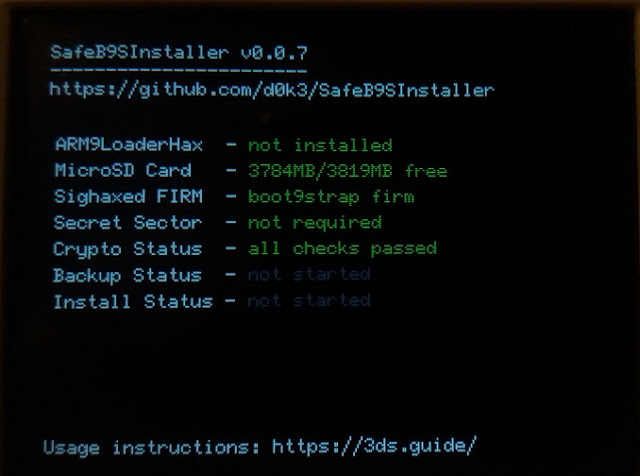 SafeB9SInstaller v0.0.7
-----------------------
https://github.com/d0k3/SafeB9SInstaller
ARM9LoaderHax - not installed
MicroSD Card - 3784MB/3819MB free
Sighaxed FIRM - boot9strap firm
Secret Sector - not required
Crypto Status - all checks passed
Backup Status - not started
Install Status - not started
Usage instructions: https://3ds.guide/